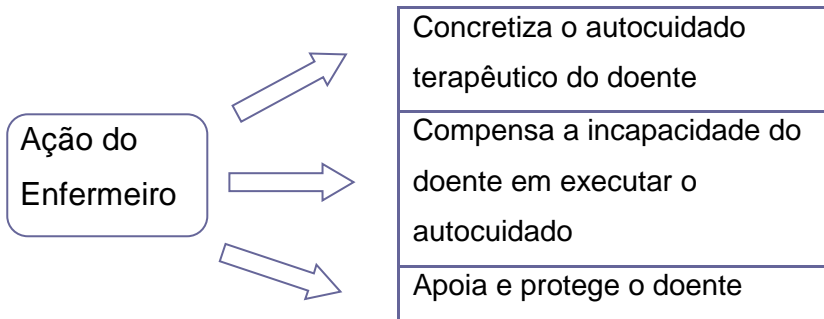 Ação do
Enfermeiro
Concretiza o autocuidado
terapêutico do doente
Compensa a incapacidade do
doente em executar o
autocuidado
Apoia e protege o doente